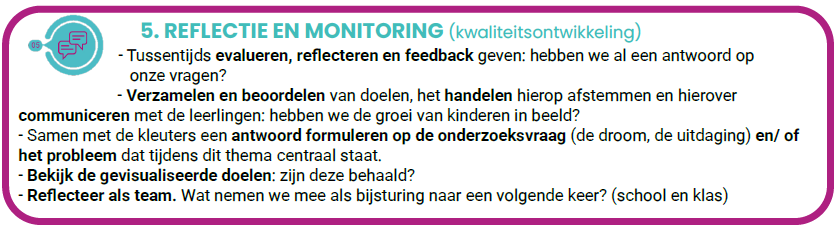 05
5. REFLECTIE EN MONITORING (kwaliteitsontwikkeling)
- Tussentijds evalueren, reflecteren en feedback geven: hebben we al een antwoord op
onze vragen?
- Verzamelen en beoordelen van doelen, het handelen hierop afstemmen en hierover
communiceren met de leerlingen: hebben we de groei van kinderen in beeld?
- Samen met de kleuters een antwoord formuleren op de onderzoeksvraag (de droom, de uitdaging) en/ of
het probleem dat tijdens dit thema centraal staat.
- Bekijk de gevisualiseerde doelen: zijn deze behaald?
- Reflecteer als team. Wat nemen we mee als bijsturing naar een volgende keer? (school en klas)